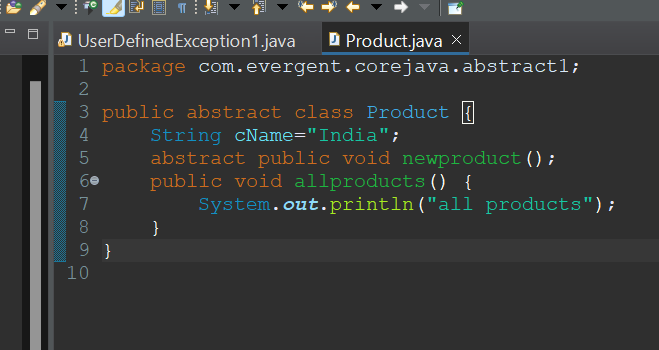 UserDefinedException1.java Product.java
1 package com.evergent.corejava.abstract1;
2
3 public abstract class Product {
4 String cName="India";
5 abstract public void newproduct();
6 public void allproducts() {
7 System.out.println("all products");
8 }
9 }
10